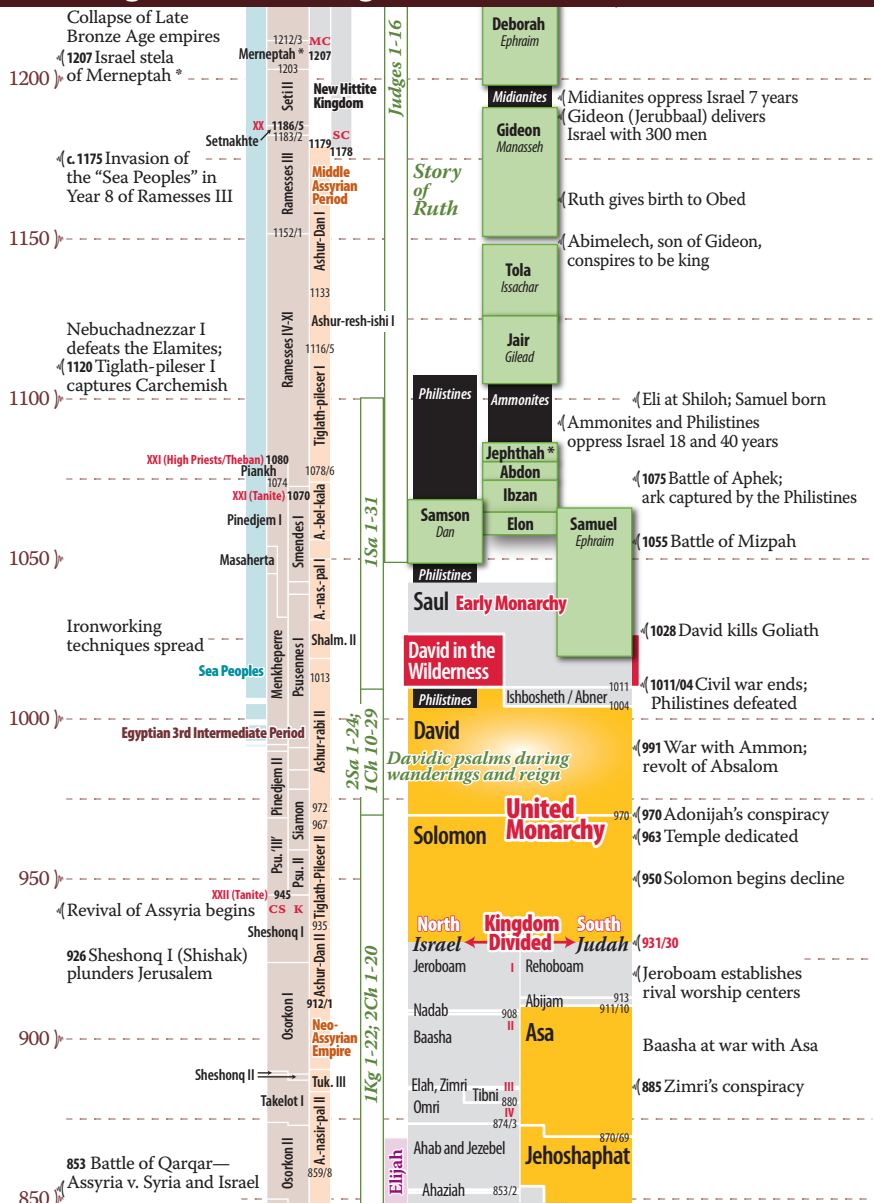 Collapse of Late
Bronze Age empires
1207 Israel stela
of Merneptah *
1200
c. 1175 Invasion of
the “Sea Peoples” in
Year 8 of Ramesses III
1150
Nebuchadnezzar I
defeats the Elamites;
1120 Tiglath-pileser I
captures Carchemish
1100
1050
Ironworking
techniques spread
Sea Peoples
1000
Egyptian 3rd Intermediate Period
950
Revival of Assyria begins
926 Sheshonq I (Shishak)
plunders Jerusalem
900
853 Battle of Qarqar—
Assyria v. Syria and Israel
850
1212/3
Merneptah *
1203
Seti II
XX 1186/5
1183/2
Setnakhte
Ramesses III
1152/1
Ramesses IV-XI
XXI (High Priests/Theban) 1080
Piankh
1074
XXI (Tanite) 1070
Pinedjem I
Smendes I
Masaherta
Menkheperre
Psusennes I
Pinedjem II
Siamon
Psu. 'III'
Psu. II
XXII (Tanite) 945
CS K
Sheshonq I
Osorkon I
Sheshonq II
Takelot I
Osorkon II
MC
1207
New Hittite
Kingdom
SC
1179
1178
Middle
Assyrian
Period
Ashur-Dan I
1133
Ashur-resh-ishi I
1116/5
Tiglath-pileser I
1078/6
A.-bel-kala
A.-nas.-pal I
Shalm. II
1013
Ashur-rabi II
972
967
Tiglath-Pileser II
935
Ashur-Dan II
912/1
Neo-
Assyrian
Empire
Tuk. III
A.-nasir-pal II
859/8
Judges 1-16
Story
of
Ruth
1Sa 1-31
2Sa 1-24;
1Ch 10-29
1Kg 1-22; 2Ch 1-20
Deborah
Ephraim
Midianites
Gideon
Manasseh
Tola
Issachar
Jair
Gilead
Philistines
Ammonites
Jephthah *
Abdon
Ibzan
Elon
Samson
Dan
Samuel
Ephraim
Philistines
Saul Early Monarchy
David in the
Wilderness
1011
Philistines
Ishbosheth / Abner
1004
David
Davidic psalms during
wanderings and reign
United
Monarchy
970
Solomon
North
Kingdom
Divided
South
Israel
Judah
Jeroboam
I
Rehoboam
913
Abijam
911/10
Nadab
908
II
Baasha
Asa
Elah, Zimri
III
Tibni
880
Omri
IV
874/3
870/69
Elijah
Ahab and Jezebel
Jehoshaphat
Ahaziah
853/2
Midianites oppress Israel 7 years
Gideon (Jerubbaal) delivers
Israel with 300 men
Ruth gives birth to Obed
Abimelech, son of Gideon,
conspires to be king
Eli at Shiloh; Samuel born
Ammonites and Philistines
oppress Israel 18 and 40 years
1075 Battle of Aphek;
ark captured by the Philistines
1055 Battle of Mizpah
1028 David kills Goliath
1011/04 Civil war ends;
Philistines defeated
991 War with Ammon;
revolt of Absalom
970 Adonijah’s conspiracy
963 Temple dedicated
950 Solomon begins decline
931/30
Jeroboam establishes
rival worship centers
Baasha at war with Asa
885 Zimri’s conspiracy